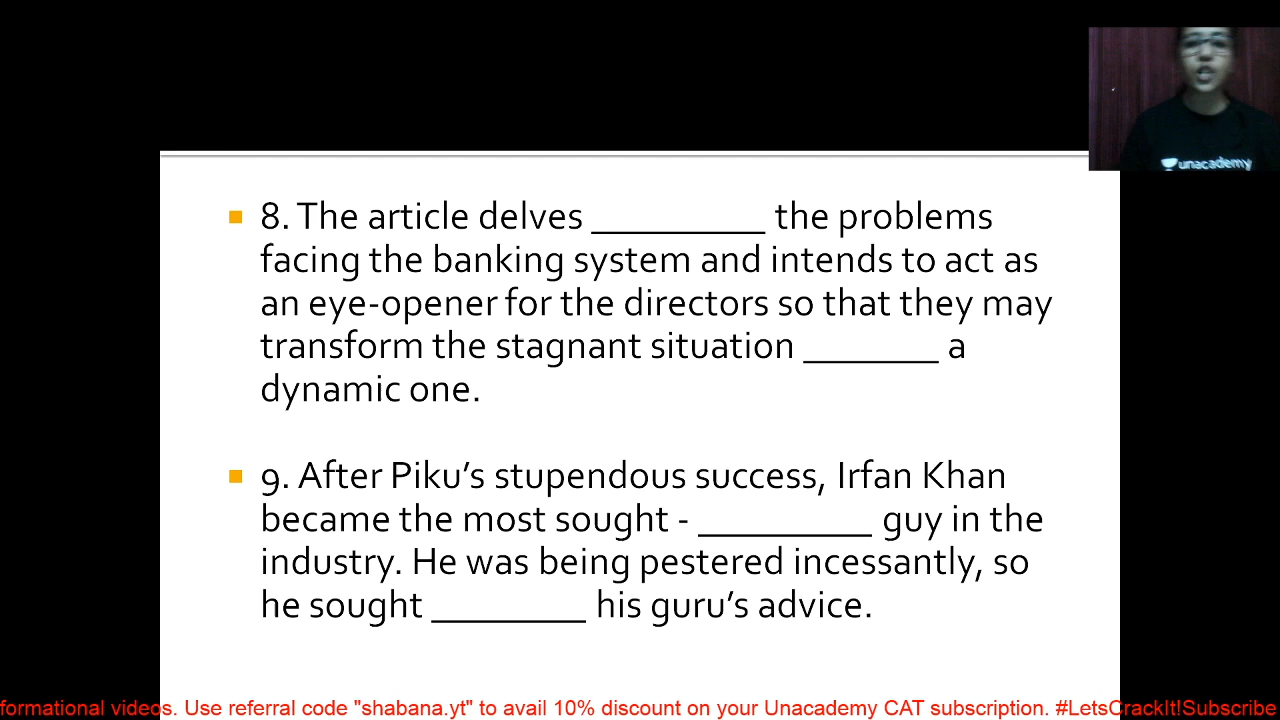 unacademy
8. The article delves __________ the problems
facing the banking system and intends to act as
an eye-opener for the directors so that they may
transform the stagnant situation ________ a
dynamic one.
9. After Piku's stupendous success, Irfan Khan
became the most sought - __________ guy in the
industry. He was being pestered incessantly, so
he sought _________ his guru's advice.
formational videos. Use referral code "shabana.yt" to avail 10% discount on your Unacademy CAT subscription. #LetsCrackIt!Subscribe